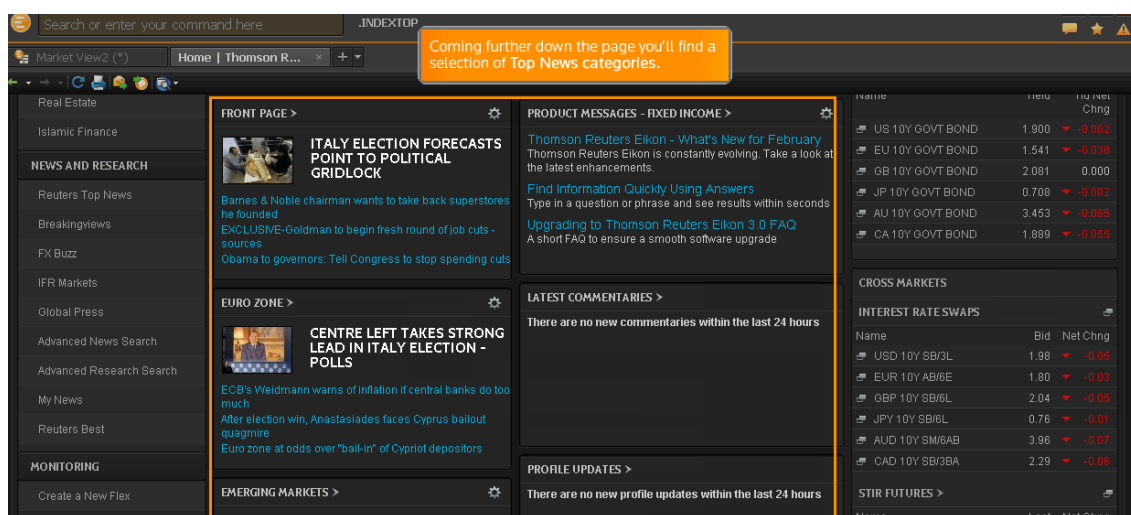 Search or enter your command here
.INDEXTOP
Coming further down the page you'll find a
selection of Top News categories.
Market View2 (*)
Home | Thomson R...
Real Estate
Islamic Finance
NEWS AND RESEARCH
Reuters Top News
Breakingviews
FX Buzz
IFR Markets
Global Press
Advanced News Search
Advanced Research Search
My News
Reuters Best
MONITORING
Create a New Flex
FRONT PAGE >
ITALY ELECTION FORECASTS
POINT TO POLITICAL
GRIDLOCK
Barnes & Noble chairman wants to take back superstores
he founded
EXCLUSIVE-Goldman to begin fresh round of job cuts -
sources
Obama to governors: Tell Congress to stop spending cuts
EURO ZONE >
CENTRE LEFT TAKES STRONG
LEAD IN ITALY ELECTION -
POLLS
ECB's Weidmann warns of inflation if central banks do too
much
After election win, Anastasiades faces Cyprus bailout
quagmire
Euro zone at odds over "bail-in" of Cypriot depositors
EMERGING MARKETS >
PRODUCT MESSAGES - FIXED INCOME >
Thomson Reuters Eikon - What's New for February
Thomson Reuters Eikon is constantly evolving. Take a look at
the latest enhancements.
Find Information Quickly Using Answers
Type in a question or phrase and see results within seconds
Upgrading to Thomson Reuters Eikon 3.0 FAQ
A short FAQ to ensure a smooth software upgrade
LATEST COMMENTARIES >
There are no new commentaries within the last 24 hours
PROFILE UPDATES >
There are no new profile updates within the last 24 hours
Name Yield Net
Chng
US 10Y GOVT BOND 1.900 -0.062
EU 10Y GOVT BOND 1.541 -0.038
GB 10Y GOVT BOND 2.081 0.000
JP 10Y GOVT BOND 0.708 -0.002
AU 10Y GOVT BOND 3.453 -0.065
CA 10Y GOVT BOND 1.889 -0.055
CROSS MARKETS
INTEREST RATE SWAPS
Name Bid Net Chng
USD 10Y SB/3L 1.98 -0.05
EUR 10Y AB/6E 1.80 -0.03
GBP 10Y SB/6L 2.04 -0.05
JPY 10Y SB/6L 0.76 -0.01
AUD 10Y SM/6AB 3.96 -0.07
CAD 10Y SB/3BA 2.29 -0.06
STIR FUTURES >